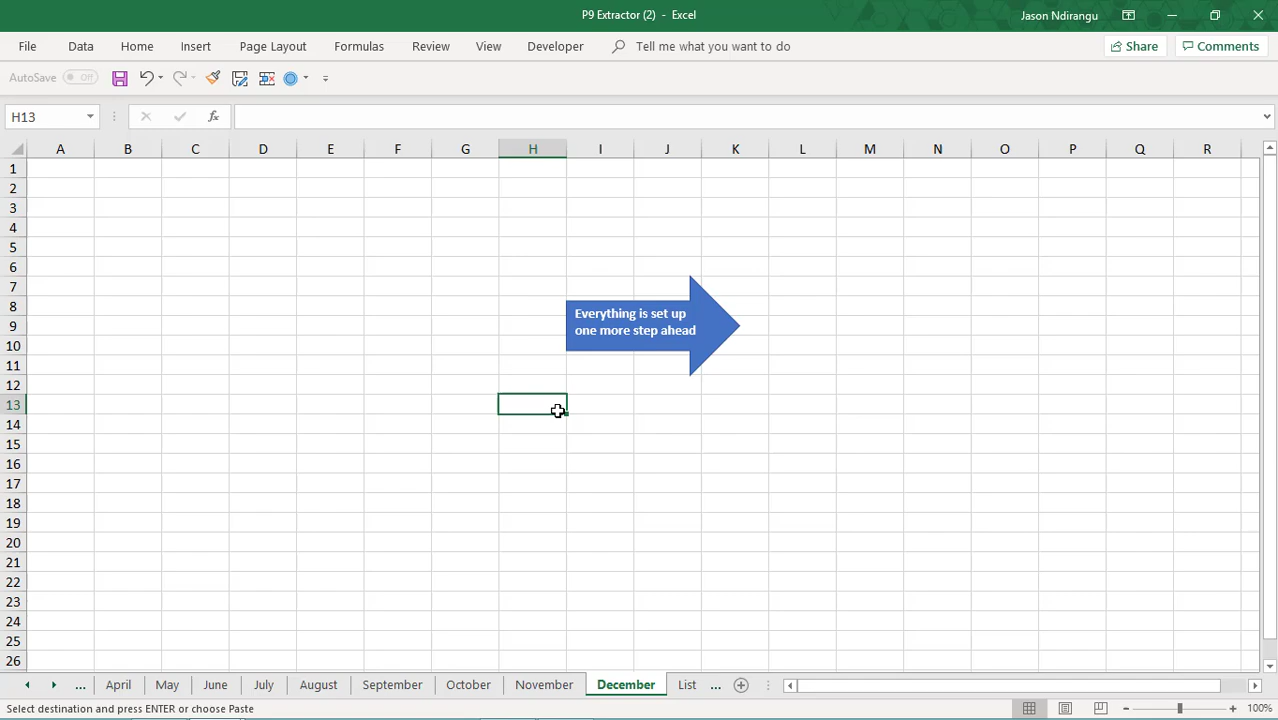 P9 Extractor (2) - Excel
Jason Ndirangu
File Data Home Insert Page Layout Formulas Review View Developer Tell me what you want to do Share Comments
AutoSave Off
H13 fx
A B C D E F G H I J K L M N O P Q R
1
2
3
4
5
6
7
8
9
10
11
12
13
14
15
16
17
18
19
20
21
22
23
24
25
26
Everything is set up
one more step ahead
... April May June July August September October November December List ...
Select destination and press ENTER or choose Paste
100%